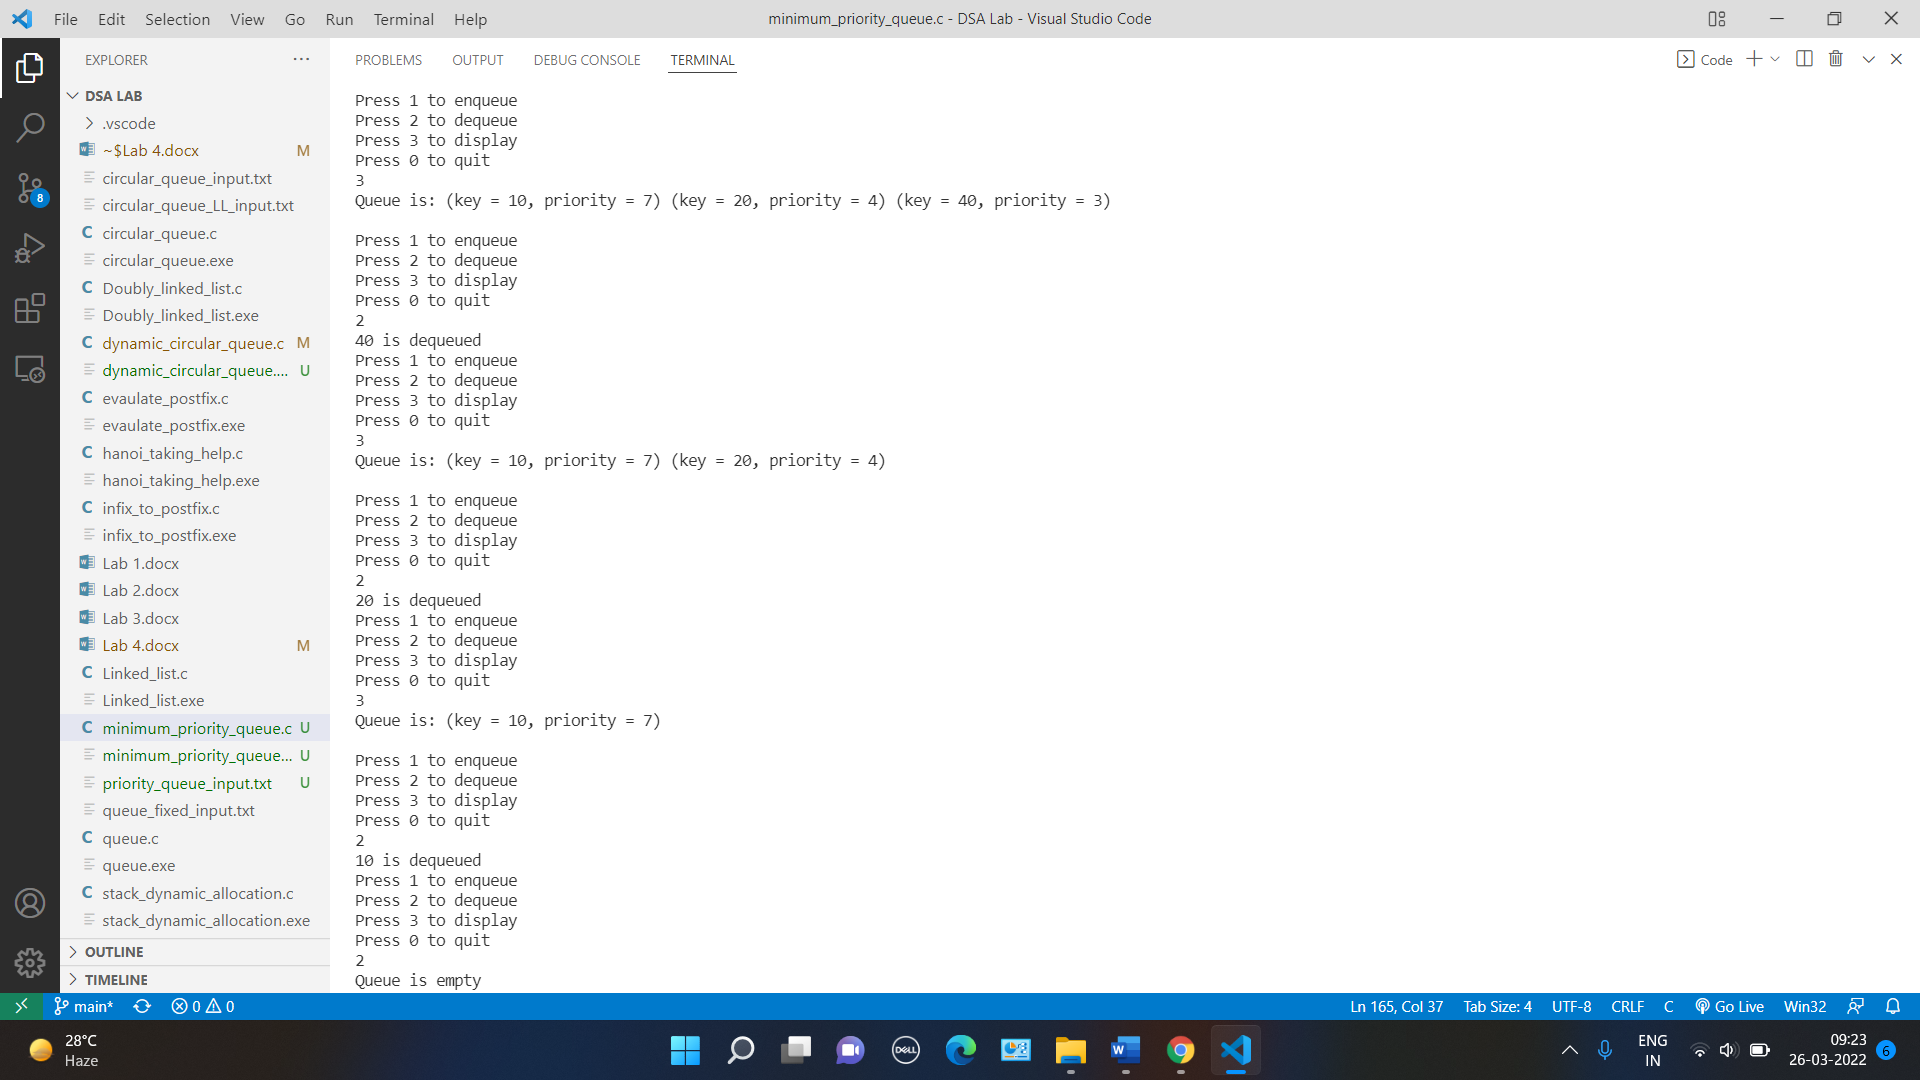 File Edit Selection View Go Run Terminal Help
minimum_priority_queue.c - DSA Lab - Visual Studio Code
EXPLORER
DSA LAB
.vscode
~$Lab 4.docx M
circular_queue_input.txt
circular_queue_LL_input.txt
circular_queue.c
circular_queue.exe
Doubly_linked_list.c
Doubly_linked_list.exe
dynamic_circular_queue.c M
dynamic_circular_queue.... U
evaulate_postfix.c
evaulate_postfix.exe
hanoi_taking_help.c
hanoi_taking_help.exe
infix_to_postfix.c
infix_to_postfix.exe
Lab 1.docx
Lab 2.docx
Lab 3.docx
Lab 4.docx M
Linked_list.c
Linked_list.exe
minimum_priority_queue.c U
minimum_priority_queue... U
priority_queue_input.txt U
queue_fixed_input.txt
queue.c
queue.exe
stack_dynamic_allocation.c
stack_dynamic_allocation.exe
OUTLINE
TIMELINE
8
PROBLEMS OUTPUT DEBUG CONSOLE TERMINAL
Code
Press 1 to enqueue
Press 2 to dequeue
Press 3 to display
Press 0 to quit
3
Queue is: (key = 10, priority = 7) (key = 20, priority = 4) (key = 40, priority = 3)
Press 1 to enqueue
Press 2 to dequeue
Press 3 to display
Press 0 to quit
2
40 is dequeued
Press 1 to enqueue
Press 2 to dequeue
Press 3 to display
Press 0 to quit
3
Queue is: (key = 10, priority = 7) (key = 20, priority = 4)
Press 1 to enqueue
Press 2 to dequeue
Press 3 to display
Press 0 to quit
2
20 is dequeued
Press 1 to enqueue
Press 2 to dequeue
Press 3 to display
Press 0 to quit
3
Queue is: (key = 10, priority = 7)
Press 1 to enqueue
Press 2 to dequeue
Press 3 to display
Press 0 to quit
2
10 is dequeued
Press 1 to enqueue
Press 2 to dequeue
Press 3 to display
Press 0 to quit
2
Queue is empty
main* 0 0
Ln 165, Col 37 Tab Size: 4 UTF-8 CRLF C Go Live Win32
28°C
Haze
DELL
ENG
IN
09:23
26-03-2022
6